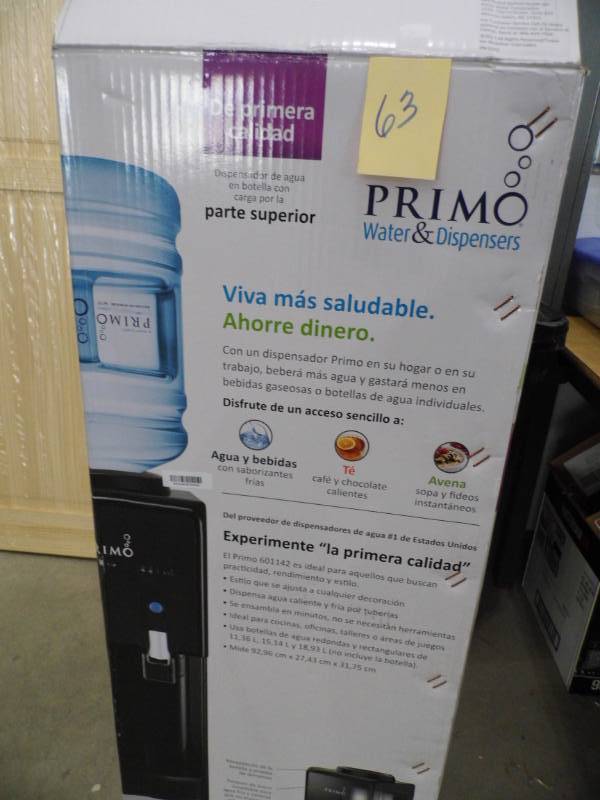 De primera
calidad
63
Dispensador de agua
en botella con
carga por la
parte superior
PRIMO
Water & Dispensers
PRIMO
Viva más saludable.
Ahorre dinero.
Con un dispensador Primo en su hogar o en su
trabajo, beberá más agua y gastará menos en
bebidas gaseosas o botellas de agua individuales.
Disfrute de un acceso sencillo a:
Agua y bebidas
con saborizantes
frías
Té
café y chocolate
calientes
Avena
sopa y fideos
instantáneos
Del proveedor de dispensadores de agua #1 de Estados Unidos
Experimente "la primera calidad"
El Primo 601142 es ideal para aquellos que buscan
practicidad, rendimiento y estilo.
• Estilo que se ajusta a cualquier decoración
• Dispensa agua caliente y fría por tuberías
• Se ensambla en minutos, no se necesitan herramientas
• Ideal para cocinas, oficinas, talleres o áreas de juegos
• Usa botellas de agua redondas y rectangulares de
11,36 L, 15,14 L y 18,93 L (no incluye la botella).
• Mide 92,96 cm x 27,43 cm x 31,75 cm
IMO
PRIMO